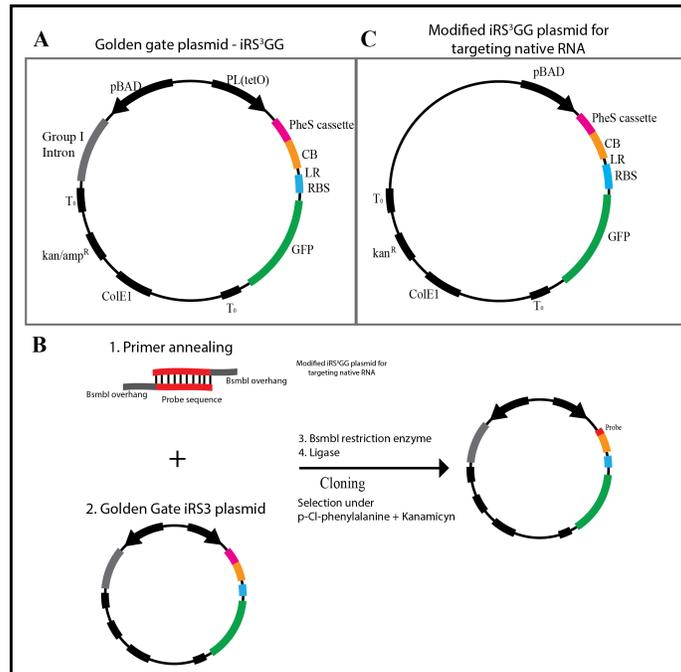 A
Golden gate plasmid - iRS³GG
pBAD
PL(tetO)
PheS cassette
CB
LR
RBS
GFP
T₀
ColE1
kan/ampᴿ
T₀
Group I
Intron
C
Modified iRS³GG plasmid for
targeting native RNA
pBAD
PheS cassette
CB
LR
RBS
GFP
T₀
ColE1
kanᴿ
T₀
B
1. Primer annealing
BsmbI overhang
BsmbI overhang
Probe sequence
Modified iRS³GG plasmid for
targeting native RNA
+
2. Golden Gate iRS3 plasmid
3. BsmbI restriction enzyme
4. Ligase
Cloning
Selection under
p-Cl-phenylalanine + Kanamicyn
Probe